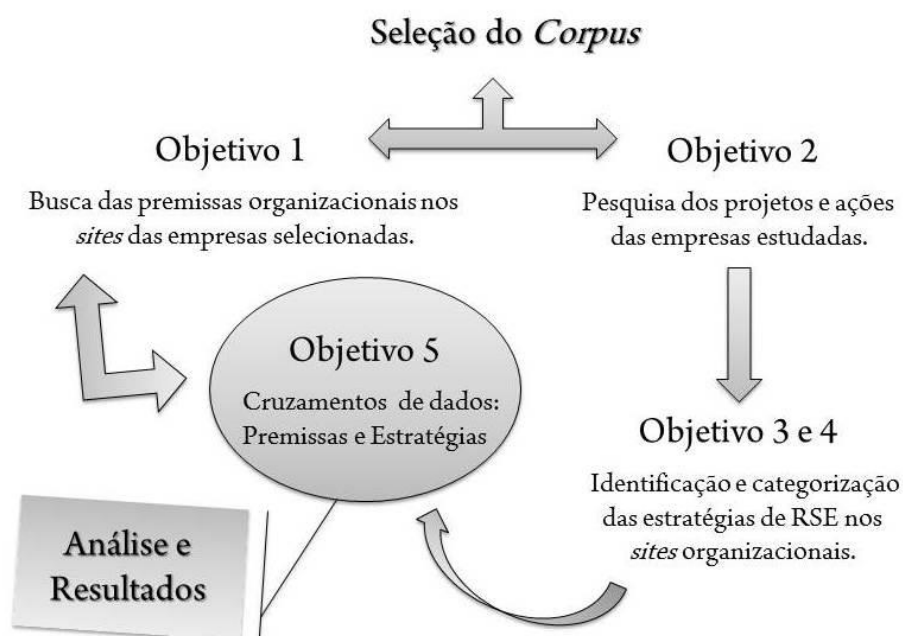 Seleção do Corpus
Objetivo 1
Busca das premissas organizacionais nos
sites das empresas selecionadas.
Objetivo 2
Pesquisa dos projetos e ações
das empresas estudadas.
Objetivo 5
Cruzamentos de dados:
Premissas e Estratégias
Objetivo 3 e 4
Identificação e categorização
das estratégias de RSE nos
sites organizacionais.
Análise e
Resultados